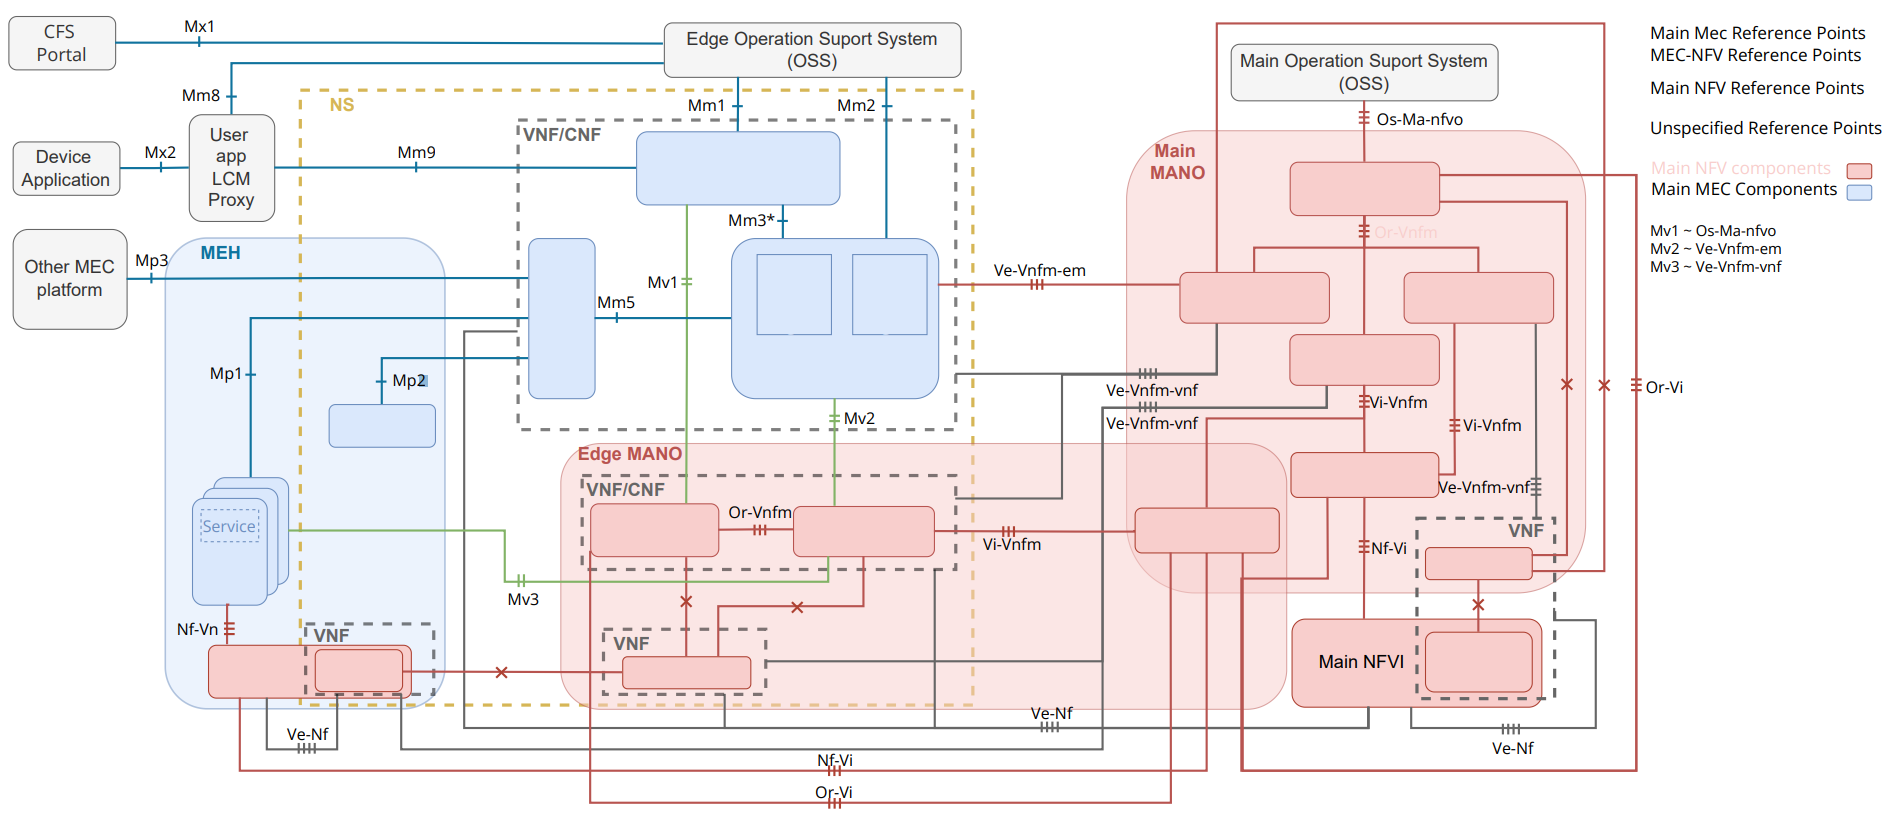 CFS
Portal
Mx1
Edge Operation Suport System
(OSS)
Main Operation Suport System
(OSS)
Main Mec Reference Points
MEC-NFV Reference Points
Main NFV Reference Points
Unspecified Reference Points
Main NFV components
Main MEC Components
Mv1 ~ Os-Ma-nfvo
Mv2 ~ Ve-Vnfm-em
Mv3 ~ Ve-Vnfm-vnf
Mm8
NS
Mm1
Mm2
Os-Ma-nfvo
User
app
LCM
Proxy
VNF/CNF
Device
Application
Mx2
Mm9
Main
MANO
Mm3*
Or-Vnfm
MEH
Other MEC
platform
Mp3
Mv1
Mm5
Ve-Vnfm-em
Mp1
Mp2
Ve-Vnfm-vnf
Ve-Vnfm-vnf
Vi-Vnfm
Or-Vi
Mv2
Vi-Vnfm
Edge MANO
VNF/CNF
Ve-Vnfm-vnf
Service
Or-Vnfm
Vi-Vnfm
Nf-Vi
VNF
Mv3
Nf-Vn
VNF
VNF
Main NFVI
Ve-Nf
Ve-Nf
Ve-Nf
Nf-Vi
Or-Vi